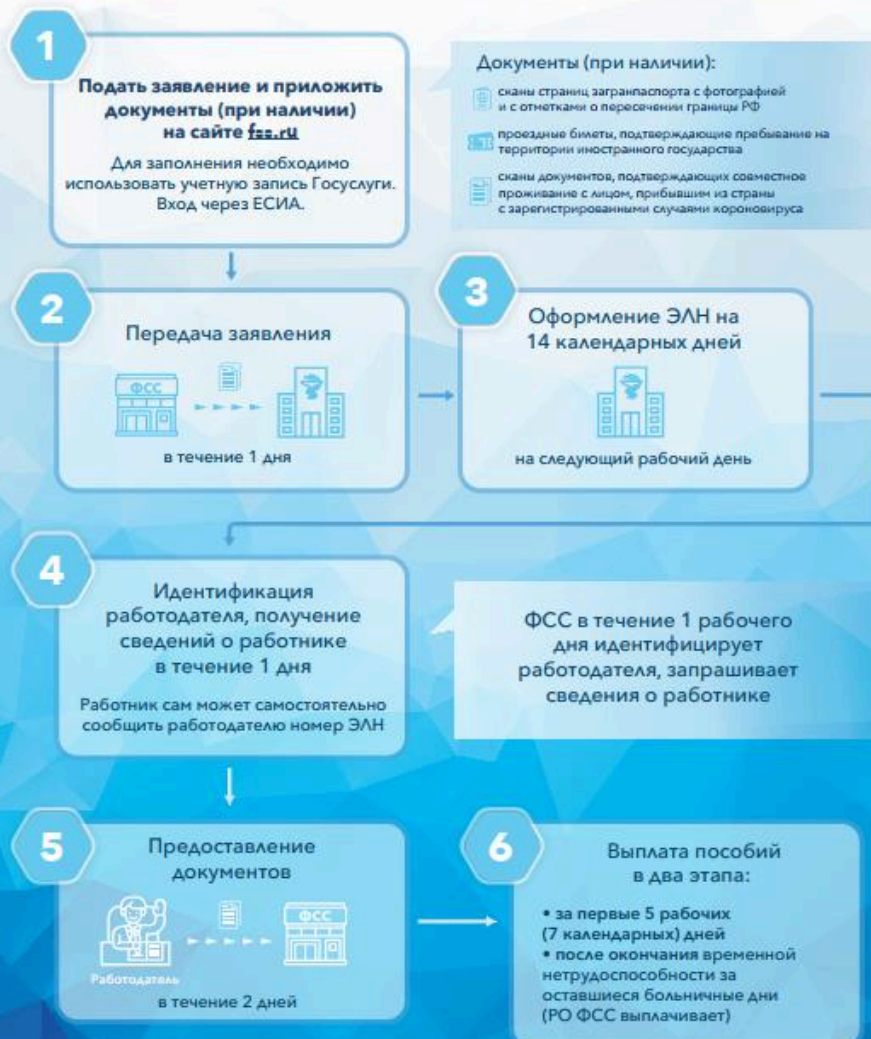 1
Подать заявление и приложить
документы (при наличии)
на сайте fss.ru
Для заполнения необходимо
использовать учетную запись Госуслуги.
Вход через ЕСИА.
Документы (при наличии):
сканы страниц загранпаспорта с фотографией
и с отметками о пересечении границы РФ
проездные билеты, подтверждающие пребывание на
территории иностранного государства
сканы документов, подтверждающих совместное
проживание с лицом, прибывшим из страны
с зарегистрированными случаями короновируса
2
Передача заявления
ФСС
в течение 1 дня
3
Оформление ЭЛН на
14 календарных дней
на следующий рабочий день
4
Идентификация
работодателя, получение
сведений о работнике
в течение 1 дня
Работник сам может самостоятельно
сообщить работодателю номер ЭЛН
ФСС в течение 1 рабочего
дня идентифицирует
работодателя, запрашивает
сведения о работнике
5
Предоставление
документов
ФСС
Работодатель
в течение 2 дней
6
Выплата пособий
в два этапа:
• за первые 5 рабочих
(7 календарных) дней
• после окончания временной
нетрудоспособности за
оставшиеся больничные дни
(РО ФСС выплачивает)